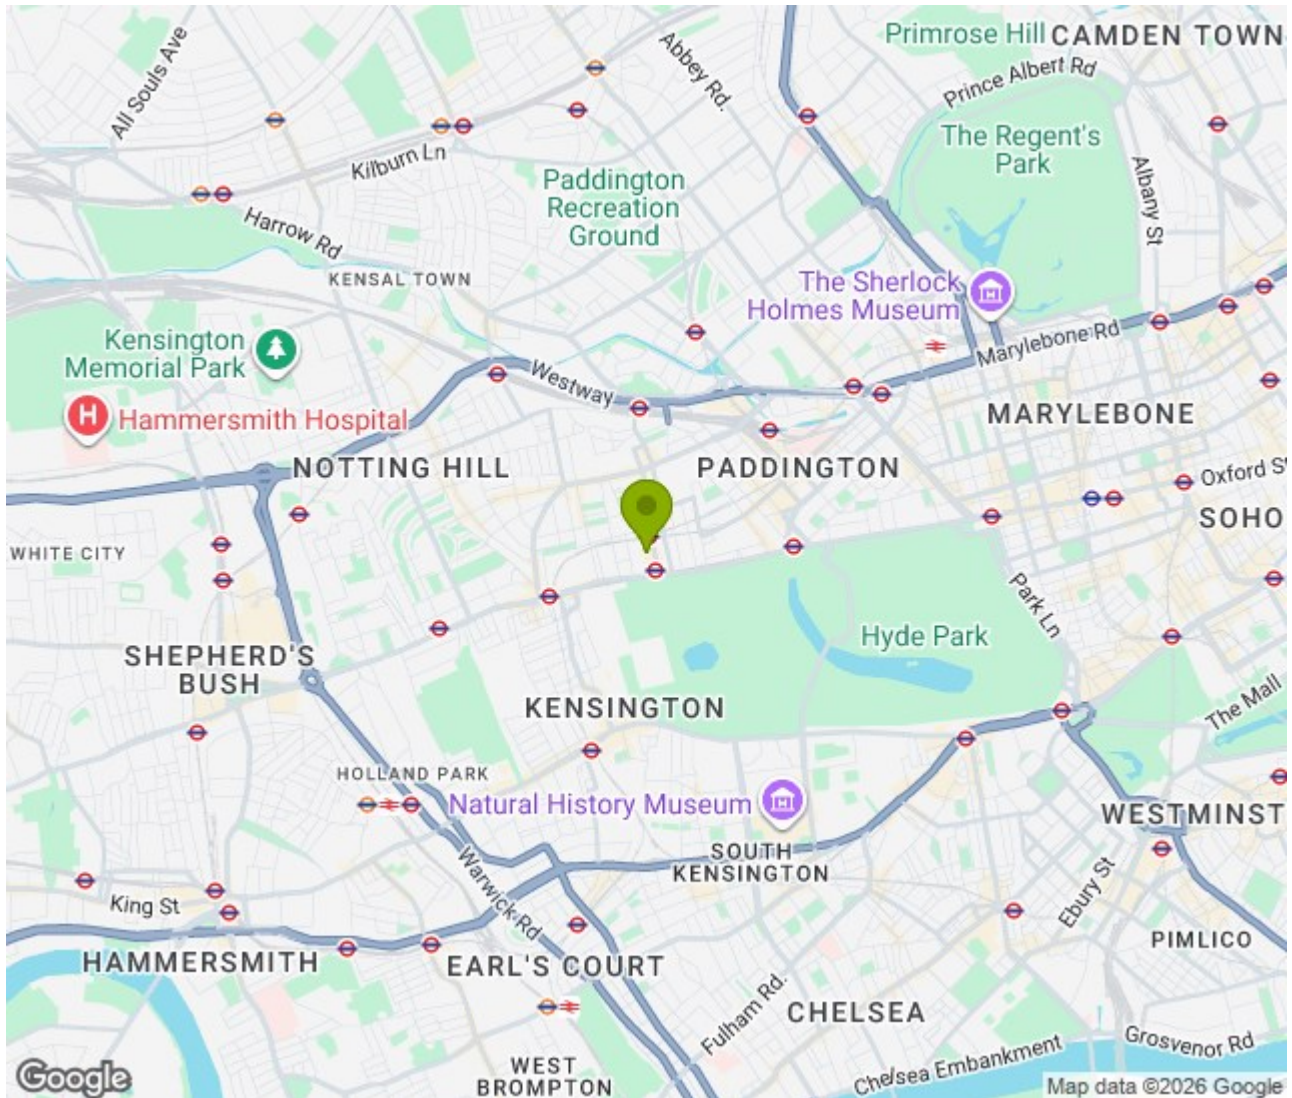 Primrose Hill
CAMDEN TOWN
All Souls Ave
Abbey Rd.
Prince Albert Rd
The Regent's
Park
Kilburn Ln
Albany St
Paddington
Recreation
Ground
Harrow Rd
KENSAL TOWN
The Sherlock
Holmes Museum
Kensington
Memorial Park
Marylebone Rd
Westway
H
Hammersmith Hospital
MARYLEBONE
NOTTING HILL
PADDINGTON
Oxford St
SOHO
WHITE CITY
Park Ln
Hyde Park
SHEPHERD'S
BUSH
KENSINGTON
The Mall
HOLLAND PARK
Natural History Museum
WESTMINST
SOUTH
KENSINGTON
Warwick Rd
Ebury St
King St
PIMLICO
HAMMERSMITH
EARL'S COURT
Fulham Rd.
CHELSEA
Grosvenor Rd
Chelsea Embankment
WEST
BROMPTON
Google
Map data ©2026 Google